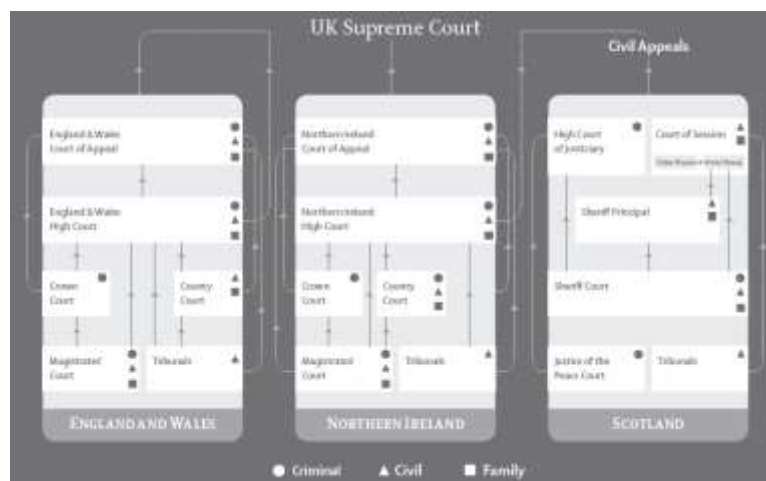 UK Supreme Court
Civil Appeals
England & Wales
Court of Appeal
Northern Ireland
Court of Appeal
High Court
of Justiciary
Court of Session
England & Wales
High Court
Northern Ireland
High Court
Sheriff Principal
Crown
Court
County
Court
Crown
Court
County
Court
Sheriff Court
Magistrates'
Court
Tribunals
Magistrates'
Court
Tribunals
Justice of the
Peace Court
Tribunals
ENGLAND AND WALES
NORTHERN IRELAND
SCOTLAND
Criminal
Civil
Family